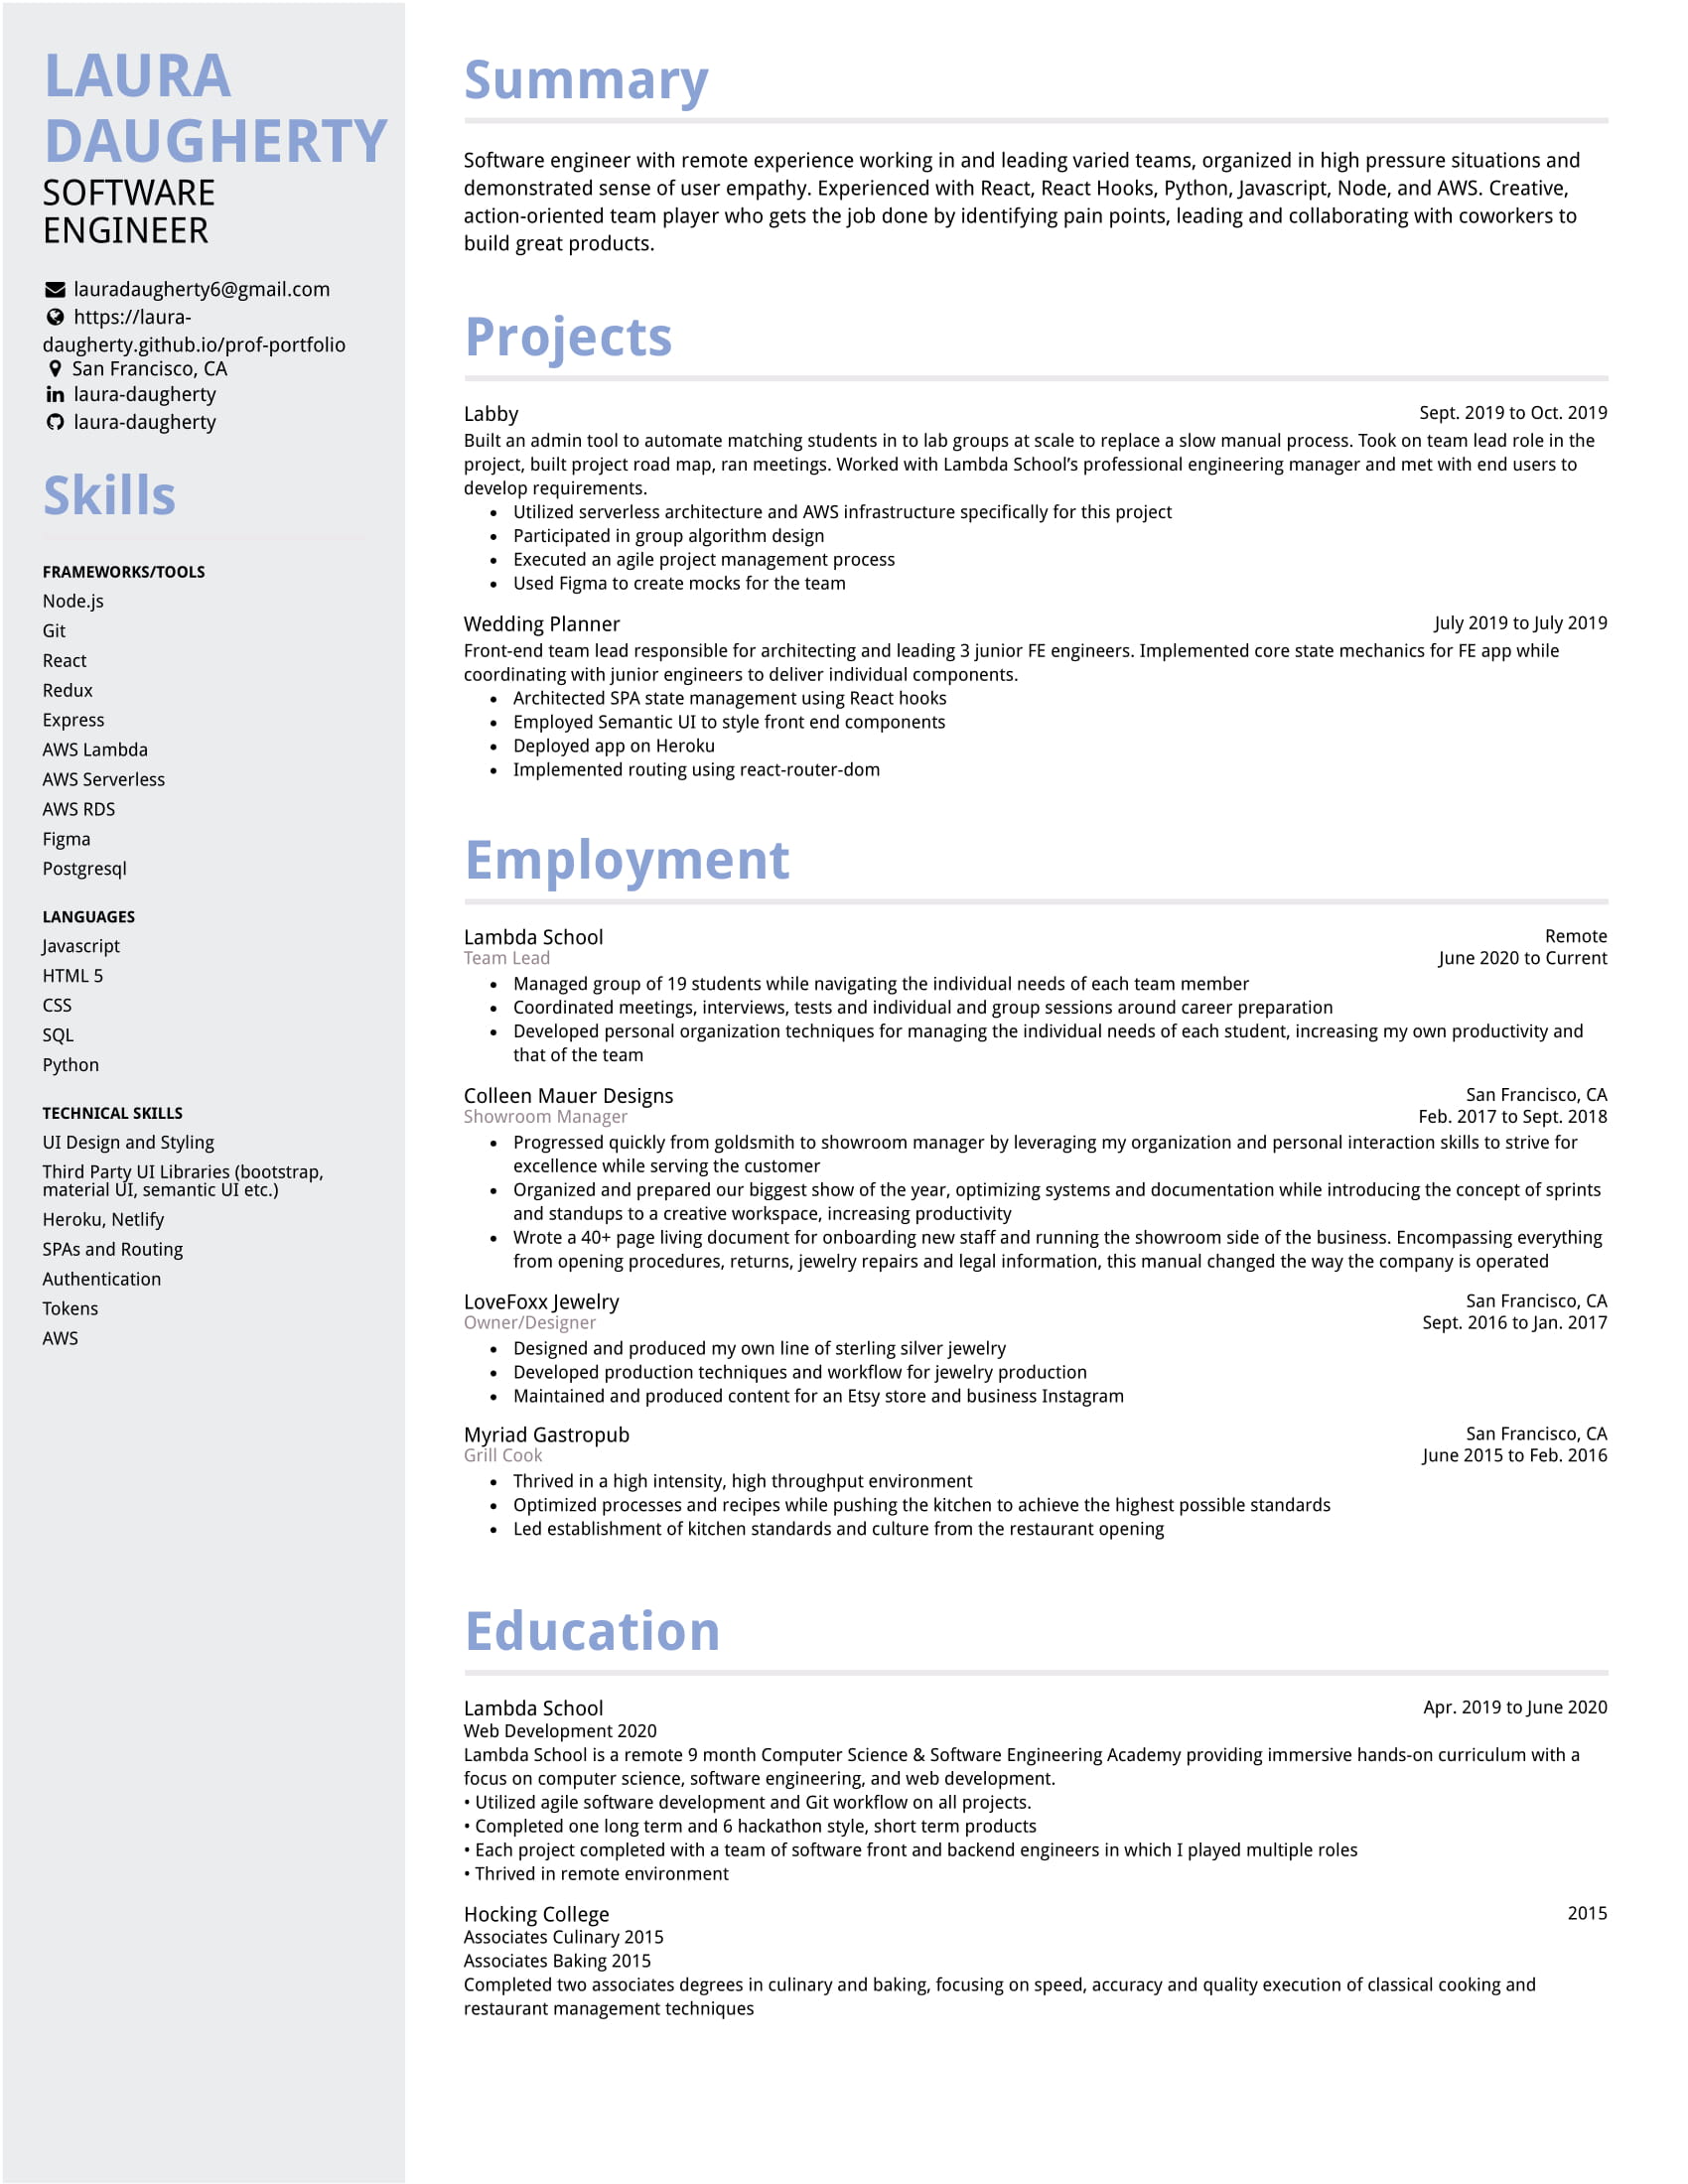 LAURA
DAUGHERTY
SOFTWARE
ENGINEER
lauradaugherty6@gmail.com
https://laura-
daugherty.github.io/prof-portfolio
San Francisco, CA
laura-daugherty
laura-daugherty
Skills
FRAMEWORKS/TOOLS
Node.js
Git
React
Redux
Express
AWS Lambda
AWS Serverless
AWS RDS
Figma
Postgresql
LANGUAGES
Javascript
HTML 5
CSS
SQL
Python
TECHNICAL SKILLS
UI Design and Styling
Third Party UI Libraries (bootstrap,
material UI, semantic UI etc.)
Heroku, Netlify
SPAs and Routing
Authentication
Tokens
AWS
Summary
Software engineer with remote experience working in and leading varied teams, organized in high pressure situations and
demonstrated sense of user empathy. Experienced with React, React Hooks, Python, Javascript, Node, and AWS. Creative,
action-oriented team player who gets the job done by identifying pain points, leading and collaborating with coworkers to
build great products.
Projects
Labby Sept. 2019 to Oct. 2019
Built an admin tool to automate matching students in to lab groups at scale to replace a slow manual process. Took on team lead role in the
project, built project road map, ran meetings. Worked with Lambda School’s professional engineering manager and met with end users to
develop requirements.
• Utilized serverless architecture and AWS infrastructure specifically for this project
• Participated in group algorithm design
• Executed an agile project management process
• Used Figma to create mocks for the team
Wedding Planner July 2019 to July 2019
Front-end team lead responsible for architecting and leading 3 junior FE engineers. Implemented core state mechanics for FE app while
coordinating with junior engineers to deliver individual components.
• Architected SPA state management using React hooks
• Employed Semantic UI to style front end components
• Deployed app on Heroku
• Implemented routing using react-router-dom
Employment
Lambda School Remote
Team Lead June 2020 to Current
• Managed group of 19 students while navigating the individual needs of each team member
• Coordinated meetings, interviews, tests and individual and group sessions around career preparation
• Developed personal organization techniques for managing the individual needs of each student, increasing my own productivity and
that of the team
Colleen Mauer Designs San Francisco, CA
Showroom Manager Feb. 2017 to Sept. 2018
• Progressed quickly from goldsmith to showroom manager by leveraging my organization and personal interaction skills to strive for
excellence while serving the customer
• Organized and prepared our biggest show of the year, optimizing systems and documentation while introducing the concept of sprints
and standups to a creative workspace, increasing productivity
• Wrote a 40+ page living document for onboarding new staff and running the showroom side of the business. Encompassing everything
from opening procedures, returns, jewelry repairs and legal information, this manual changed the way the company is operated
LoveFoxx Jewelry San Francisco, CA
Owner/Designer Sept. 2016 to Jan. 2017
• Designed and produced my own line of sterling silver jewelry
• Developed production techniques and workflow for jewelry production
• Maintained and produced content for an Etsy store and business Instagram
Myriad Gastropub San Francisco, CA
Grill Cook June 2015 to Feb. 2016
• Thrived in a high intensity, high throughput environment
• Optimized processes and recipes while pushing the kitchen to achieve the highest possible standards
• Led establishment of kitchen standards and culture from the restaurant opening
Education
Lambda School Apr. 2019 to June 2020
Web Development 2020
Lambda School is a remote 9 month Computer Science & Software Engineering Academy providing immersive hands-on curriculum with a
focus on computer science, software engineering, and web development.
• Utilized agile software development and Git workflow on all projects.
• Completed one long term and 6 hackathon style, short term products
• Each project completed with a team of software front and backend engineers in which I played multiple roles
• Thrived in remote environment
Hocking College 2015
Associates Culinary 2015
Associates Baking 2015
Completed two associates degrees in culinary and baking, focusing on speed, accuracy and quality execution of classical cooking and
restaurant management techniques